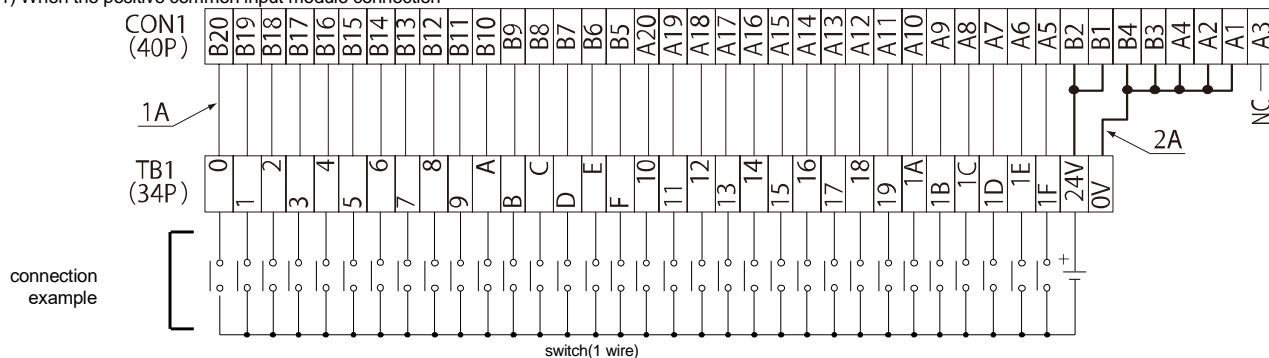 1) When the positive common input module connection
CON1
(40P)
B20 B19 B18 B17 B16 B15 B14 B13 B12 B11 B10 B9 B8 B7 B6 B5 A20 A19 A18 A17 A16 A15 A14 A13 A12 A11 A10 A9 A8 A7 A6 A5 B2 B1 B4 B3 A4 A2 A1 A3
1A
NC
2A
TB1
(34P)
0 1 2 3 4 5 6 7 8 9 A B C D E F 10 11 12 13 14 15 16 17 18 19 1A 1B 1C 1D 1E 1F 24V 0V
connection
example
+
switch(1 wire)